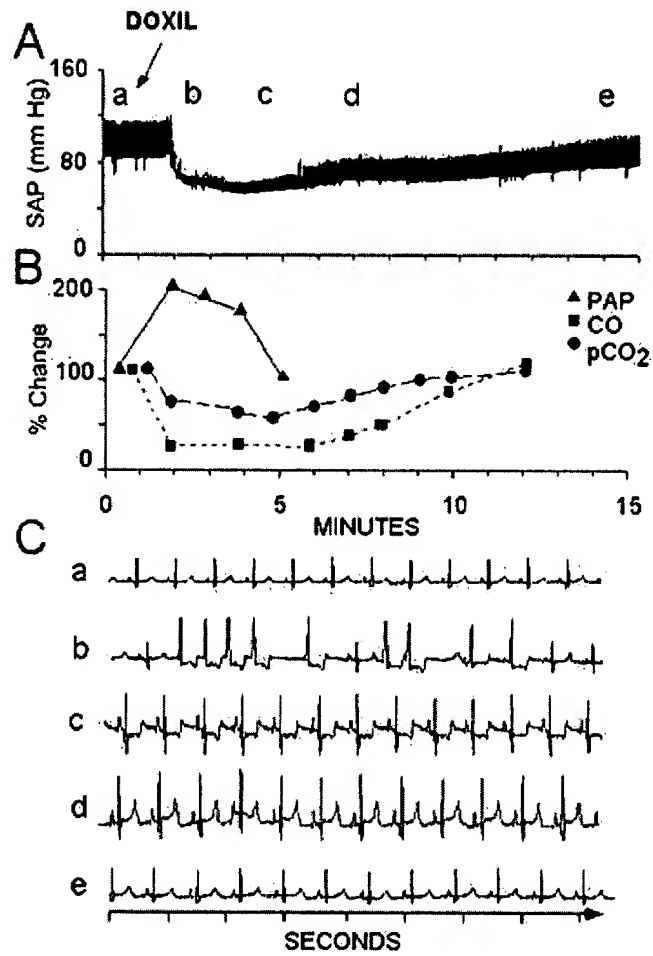 A
DOXIL
160
80
0
SAP (mm Hg)
a b c d e
B
200
100
0
% Change
PAP
CO
pCO₂
0 5 10 15
MINUTES
C
a
b
c
d
e
SECONDS